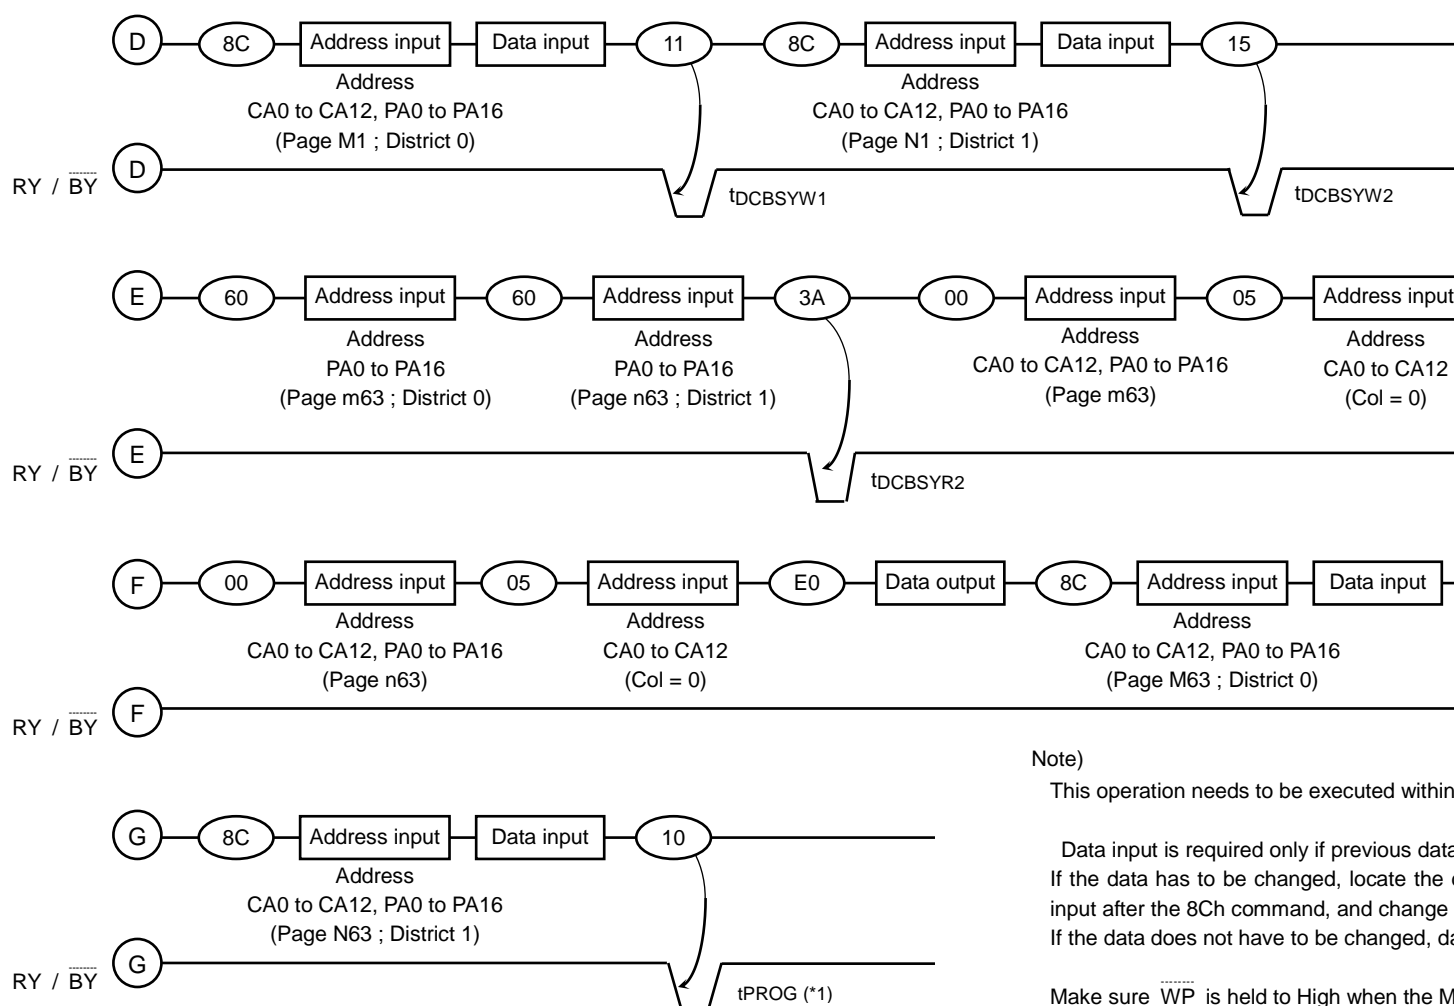 D 8C Address input Data input 11 8C Address input Data input 15
Address Address
CA0 to CA12, PA0 to PA16 CA0 to CA12, PA0 to PA16
(Page M1 ; District 0) (Page N1 ; District 1)
RY / BY D
tDCBSYW1 tDCBSYW2
E 60 Address input 60 Address input 3A 00 Address input 05 Address input
Address Address Address Address
PA0 to PA16 PA0 to PA16 CA0 to CA12, PA0 to PA16 CA0 to CA12
(Page m63 ; District 0) (Page n63 ; District 1) (Page m63) (Col = 0)
RY / BY E
tDCBSYR2
F 00 Address input 05 Address input E0 Data output 8C Address input Data input
Address Address Address
CA0 to CA12, PA0 to PA16 CA0 to CA12 CA0 to CA12, PA0 to PA16
(Page n63) (Col = 0) (Page M63 ; District 0)
RY / BY F
G 8C Address input Data input 10
Address
CA0 to CA12, PA0 to PA16
(Page N63 ; District 1)
RY / BY G
tPROG (*1)
Note)
This operation needs to be executed within
Data input is required only if previous data
If the data has to be changed, locate the
input after the 8Ch command, and change
If the data does not have to be changed,
Make sure WP is held to High when the